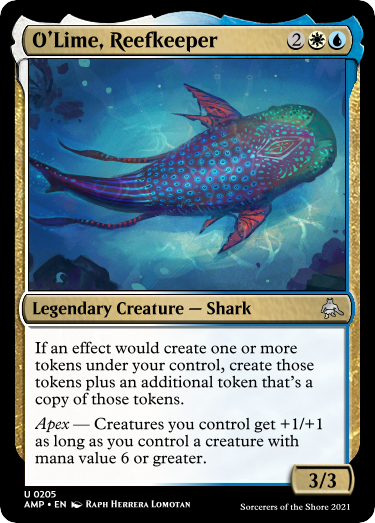 O'Lime, Reefkeeper 2
Legendary Creature — Shark
If an effect would create one or more
tokens under your control, create those
tokens plus an additional token that's a
copy of those tokens.
Apex — Creatures you control get +1/+1
as long as you control a creature with
mana value 6 or greater.
3/3
U 0205
AMP • EN Raph Herrera Lomotan
Sorcerers of the Shore 2021